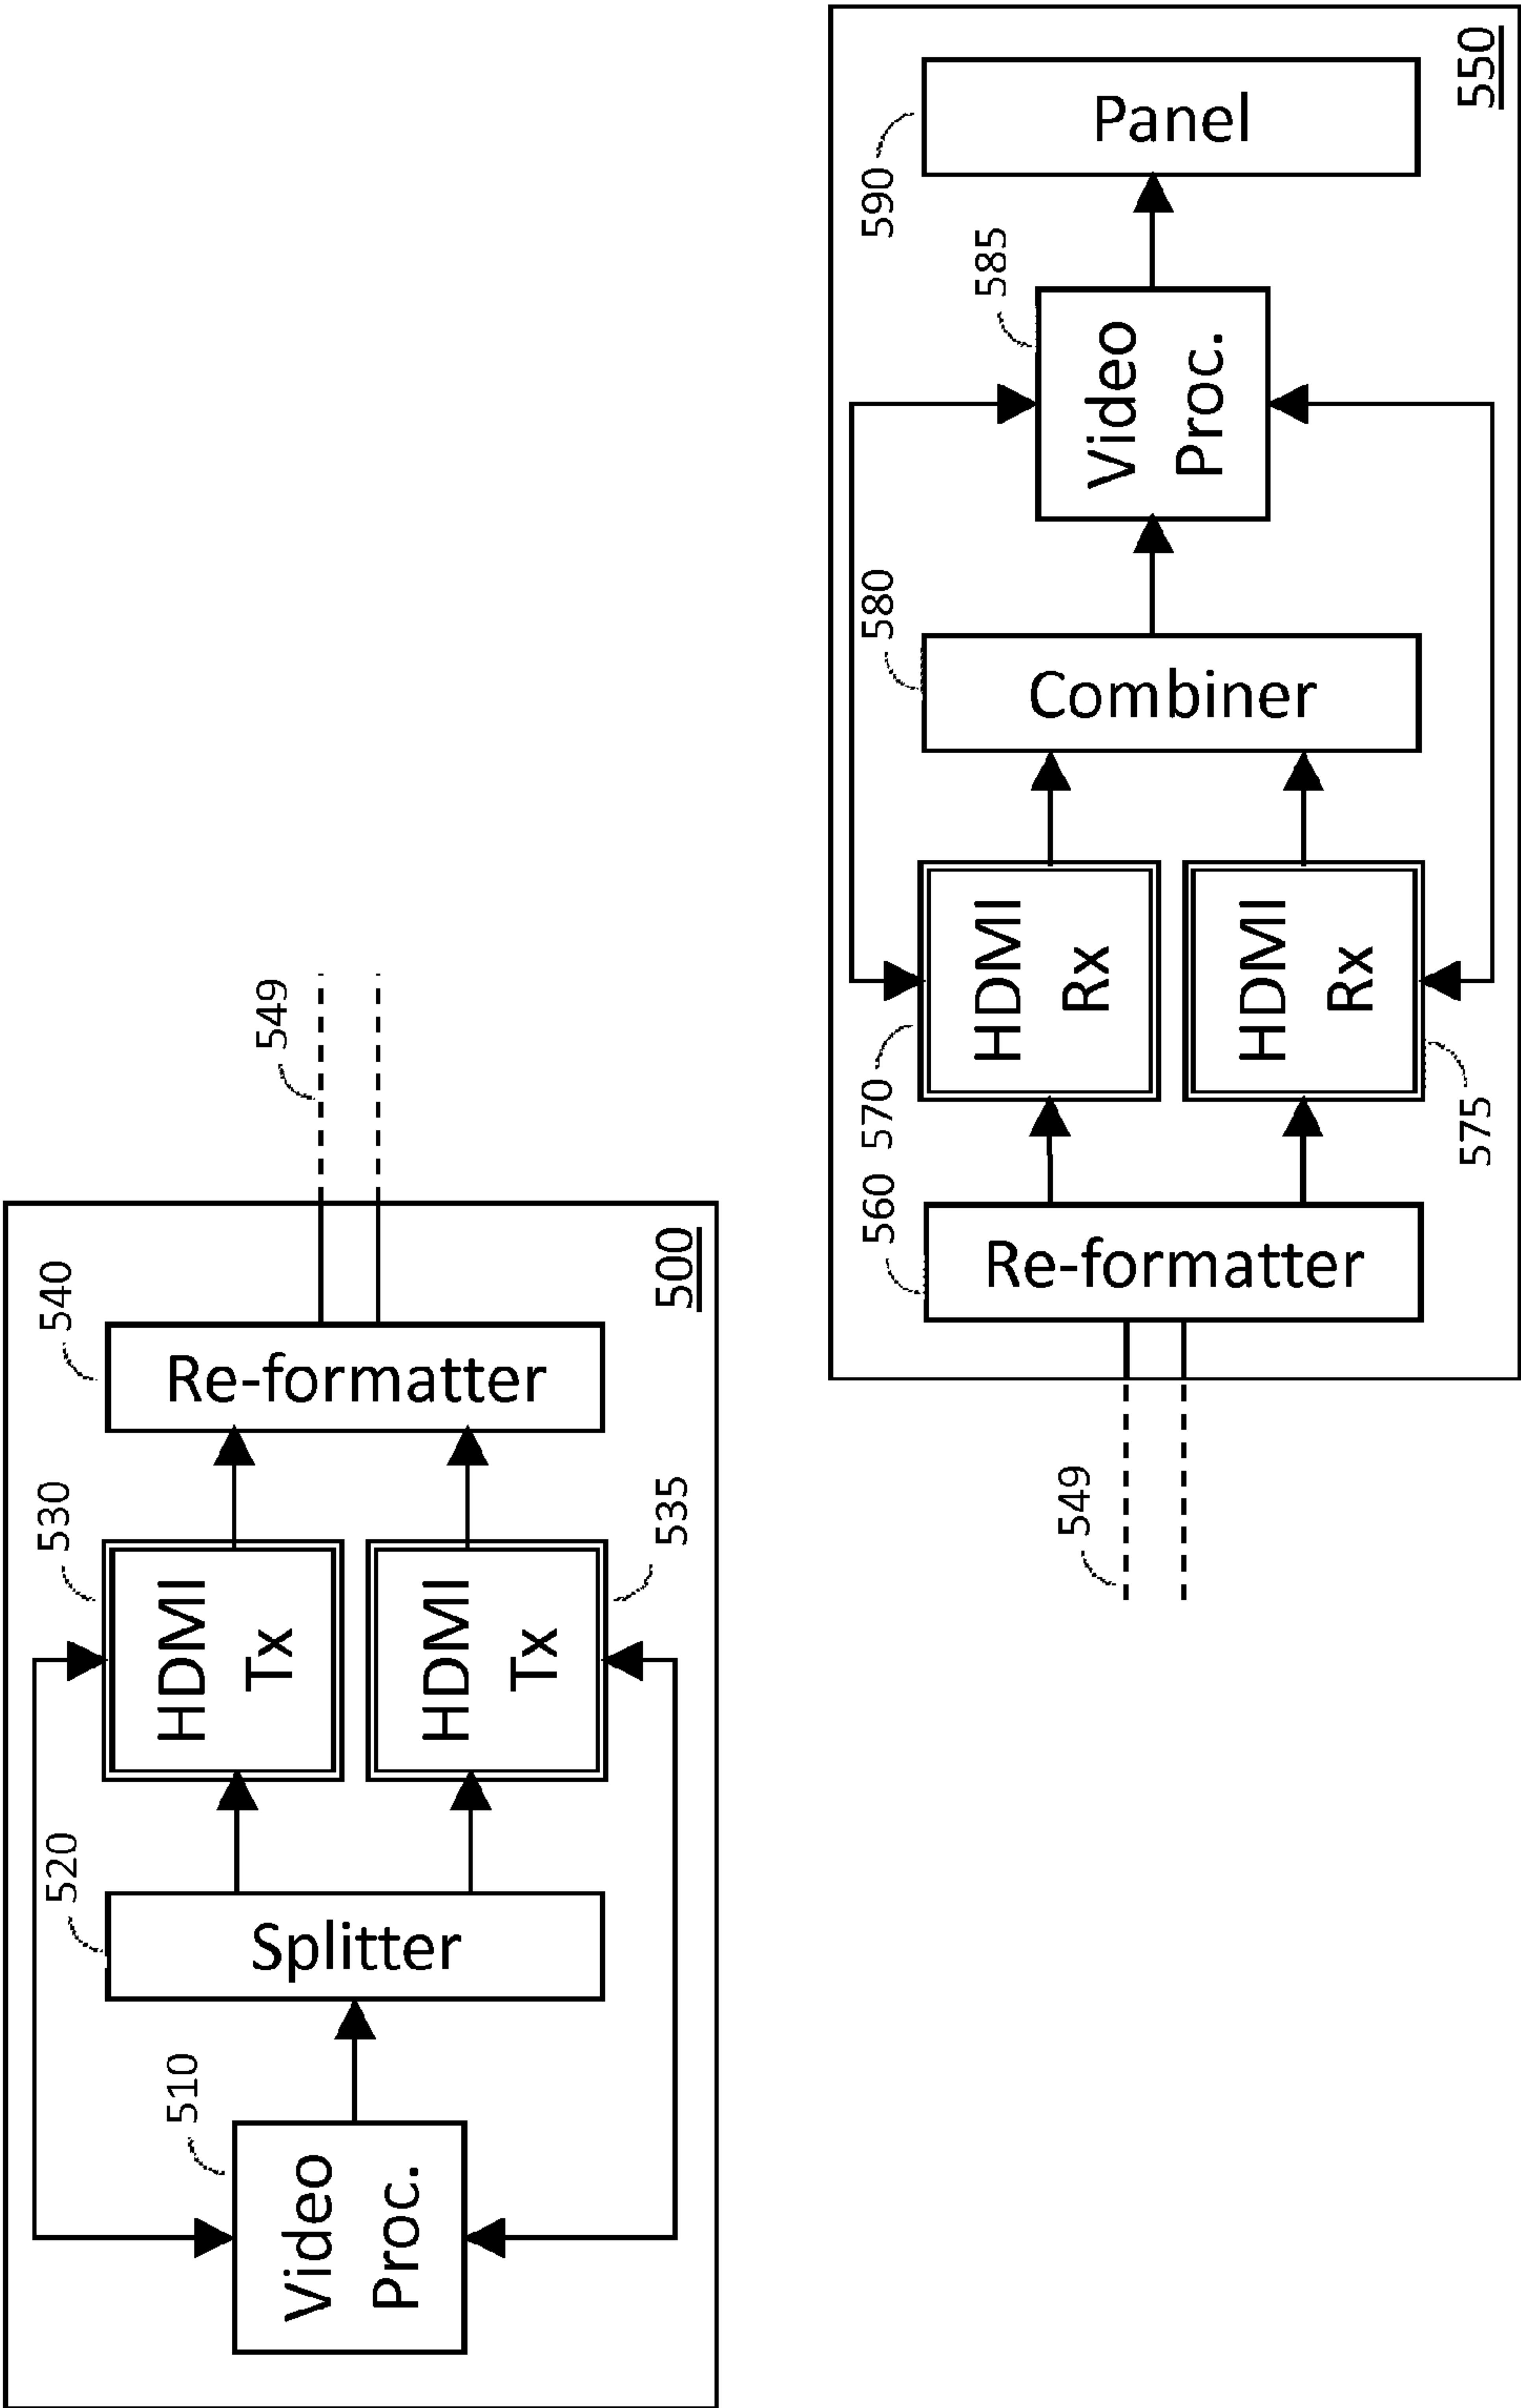 510
520
530
540
549
Video
Proc.
Splitter
HDMI
Tx
HDMI
Tx
Re-formatter
535
500
549
560
570
580
585
590
Re-formatter
HDMI
Rx
HDMI
Rx
Combiner
Video
Proc.
Panel
575
550